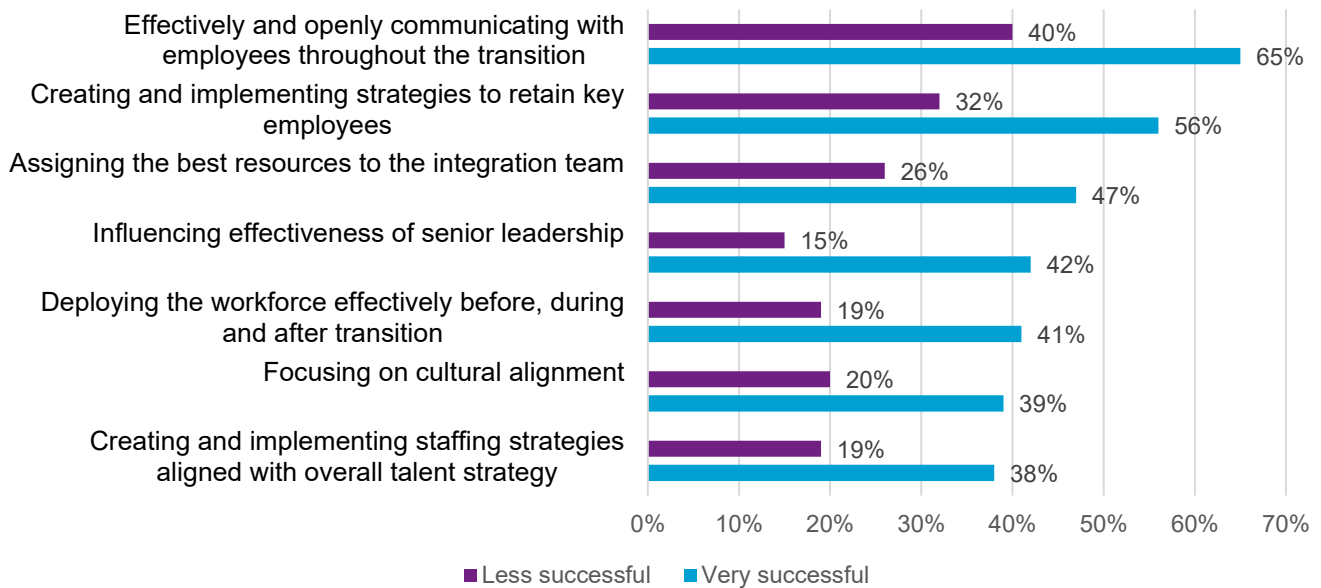 Effectively and openly communicating with
employees throughout the transition
40%
65%
Creating and implementing strategies to retain key
employees
32%
56%
Assigning the best resources to the integration team
26%
47%
Influencing effectiveness of senior leadership
15%
42%
Deploying the workforce effectively before, during
and after transition
19%
41%
Focusing on cultural alignment
20%
39%
Creating and implementing staffing strategies
aligned with overall talent strategy
19%
38%
0% 10% 20% 30% 40% 50% 60% 70%
Less successful Very successful